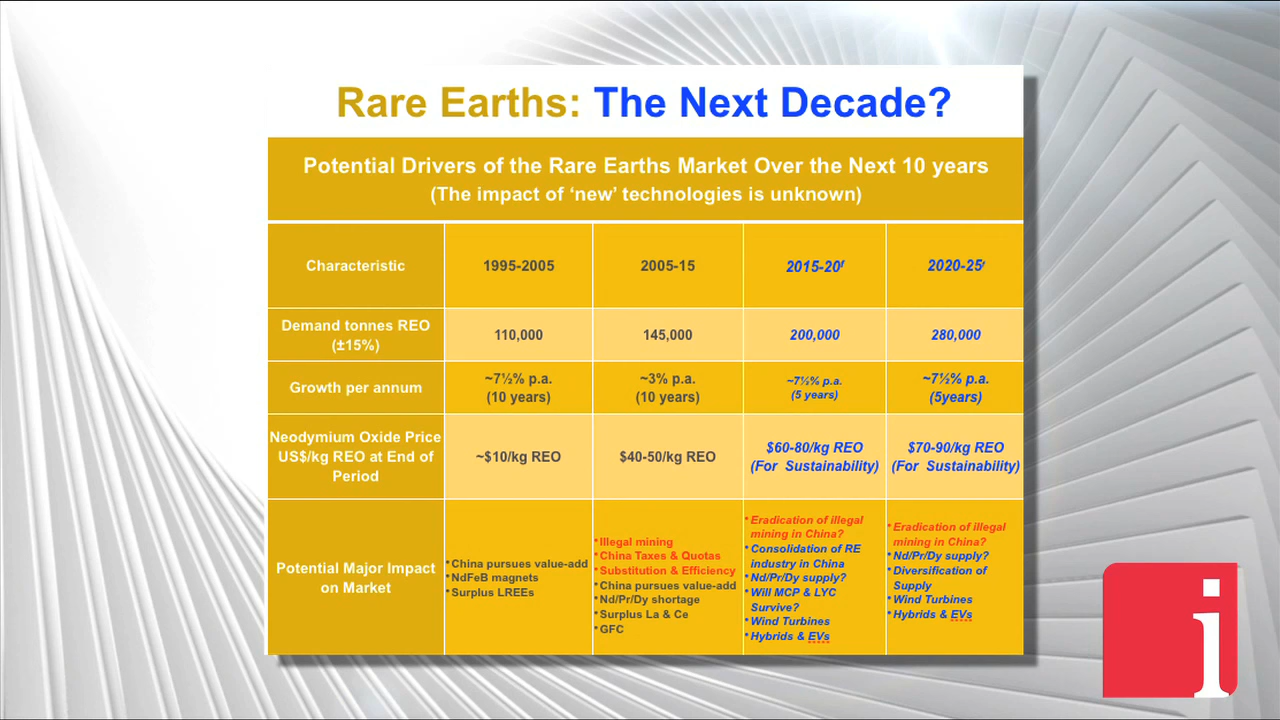 Rare Earths: The Next Decade?
Potential Drivers of the Rare Earths Market Over the Next 10 years
(The impact of ‘new’ technologies is unknown)
Characteristic
1995-2005
2005-15
2015-20f
2020-25f
Demand tonnes REO
(±15%)
110,000
145,000
200,000
280,000
Growth per annum
~7½% p.a.
(10 years)
~3% p.a.
(10 years)
~7½% p.a.
(5 years)
~7½% p.a.
(5years)
Neodymium Oxide Price
US$/kg REO at End of
Period
~$10/kg REO
$40-50/kg REO
$60-80/kg REO
(For Sustainability)
$70-90/kg REO
(For Sustainability)
Potential Major Impact
on Market
• China pursues value-add
• NdFeB magnets
• Surplus LREEs
• Illegal mining
• China Taxes & Quotas
• Substitution & Efficiency
• China pursues value-add
• Nd/Pr/Dy shortage
• Surplus La & Ce
• GFC
• Eradication of illegal
mining in China?
• Consolidation of RE
industry in China
• Nd/Pr/Dy supply?
• Will MCP & LYC
Survive?
• Wind Turbines
• Hybrids & EVs
• Eradication of illegal
mining in China?
• Nd/Pr/Dy supply?
• Diversification of
Supply
• Wind Turbines
• Hybrids & EVs
i